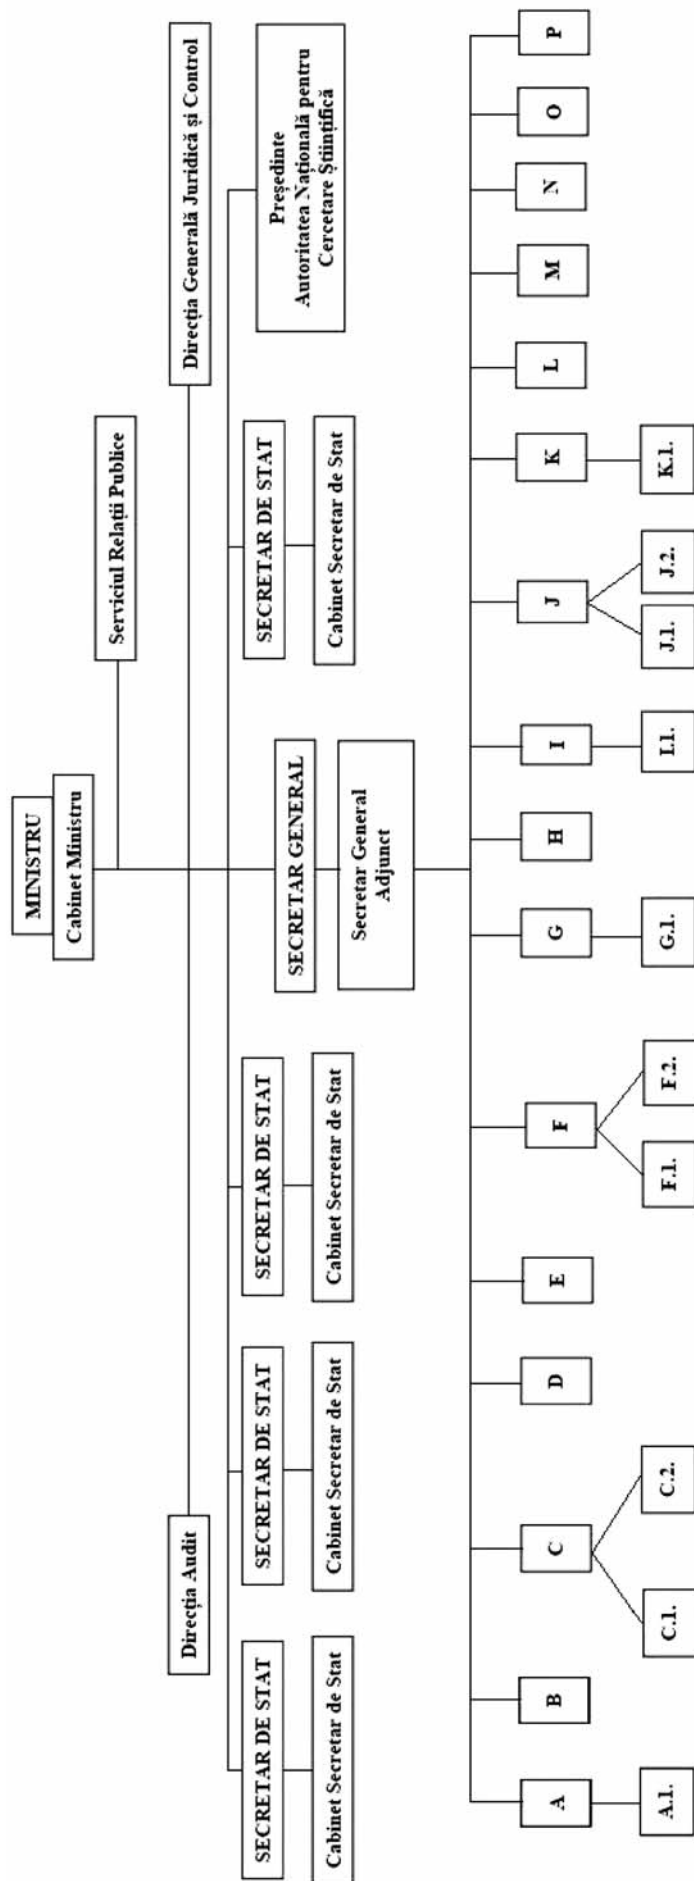 MINISTRU
Cabinet Ministru
Serviciul Relații Publice
Direcția Audit
Direcția Generală Juridică și Control
SECRETAR DE STAT
Cabinet Secretar de Stat
SECRETAR DE STAT
Cabinet Secretar de Stat
SECRETAR DE STAT
Cabinet Secretar de Stat
SECRETAR GENERAL
Secretar General
Adjunct
SECRETAR DE STAT
Cabinet Secretar de Stat
Președinte
Autoritatea Națională pentru
Cercetare Științifică
A
B
C
D
E
F
G
H
I
J
K
L
M
N
O
P
A.1.
C.1.
C.2.
F.1.
F.2.
G.1.
I.1.
J.1.
J.2.
K.1.